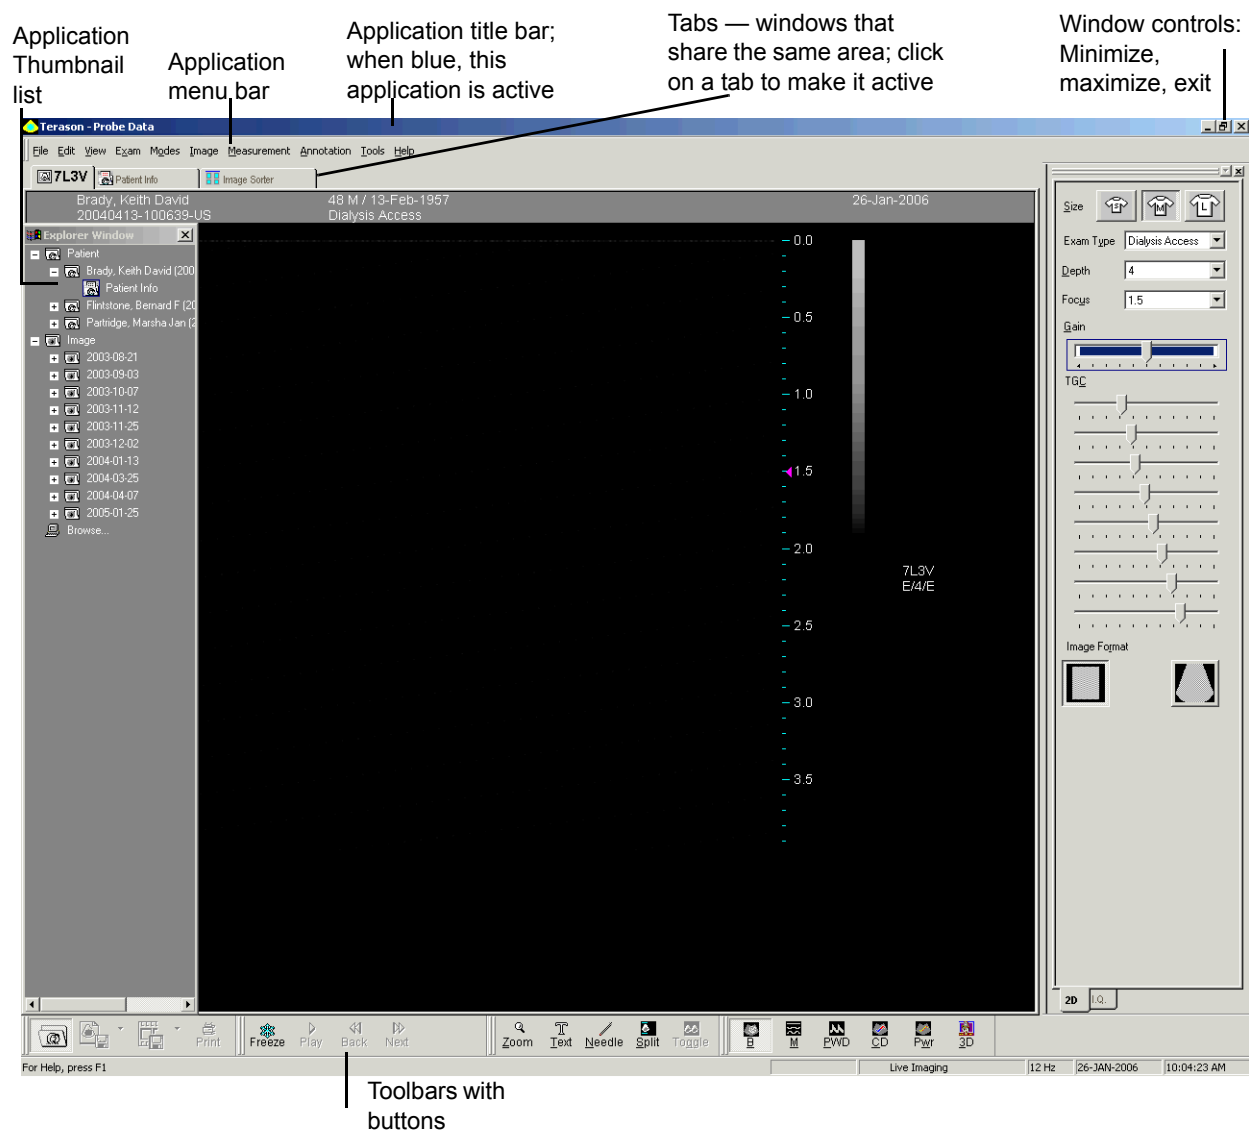 Application
Thumbnail
list
Application
menu bar
Application title bar;
when blue, this
application is active
Tabs — windows that
share the same area; click
on a tab to make it active
Window controls:
Minimize,
maximize, exit
Terason - Probe Data
File Edit View Exam Modes Image Measurement Annotation Tools Help
7L3V Patient Info Image Sorter
Brady, Keith David 48 M / 13-Feb-1957 26-Jan-2006
20040413-100639-US Dialysis Access
Explorer Window
Patient
Brady, Keith David (200
Patient Info
Flintstone, Bernard F (20
Partridge, Marsha Jan (2
Image
2003-08-21
2003-09-03
2003-10-07
2003-11-12
2003-11-25
2003-12-02
2004-01-13
2004-03-25
2004-04-07
2005-01-25
Browse...
0.0
0.5
1.0
1.5
2.0
2.5
3.0
3.5
7L3V
E/4/E
Size S M L
Exam Type Dialysis Access
Depth 4
Focus 1.5
Gain
TGC
Image Format
2D I.Q.
Print Freeze Play Back Next Zoom Text Needle Split Toggle B M PWD CD Pwr 3D
For Help, press F1 Live Imaging 12 Hz 26-JAN-2006 10:04:23 AM
Toolbars with
buttons